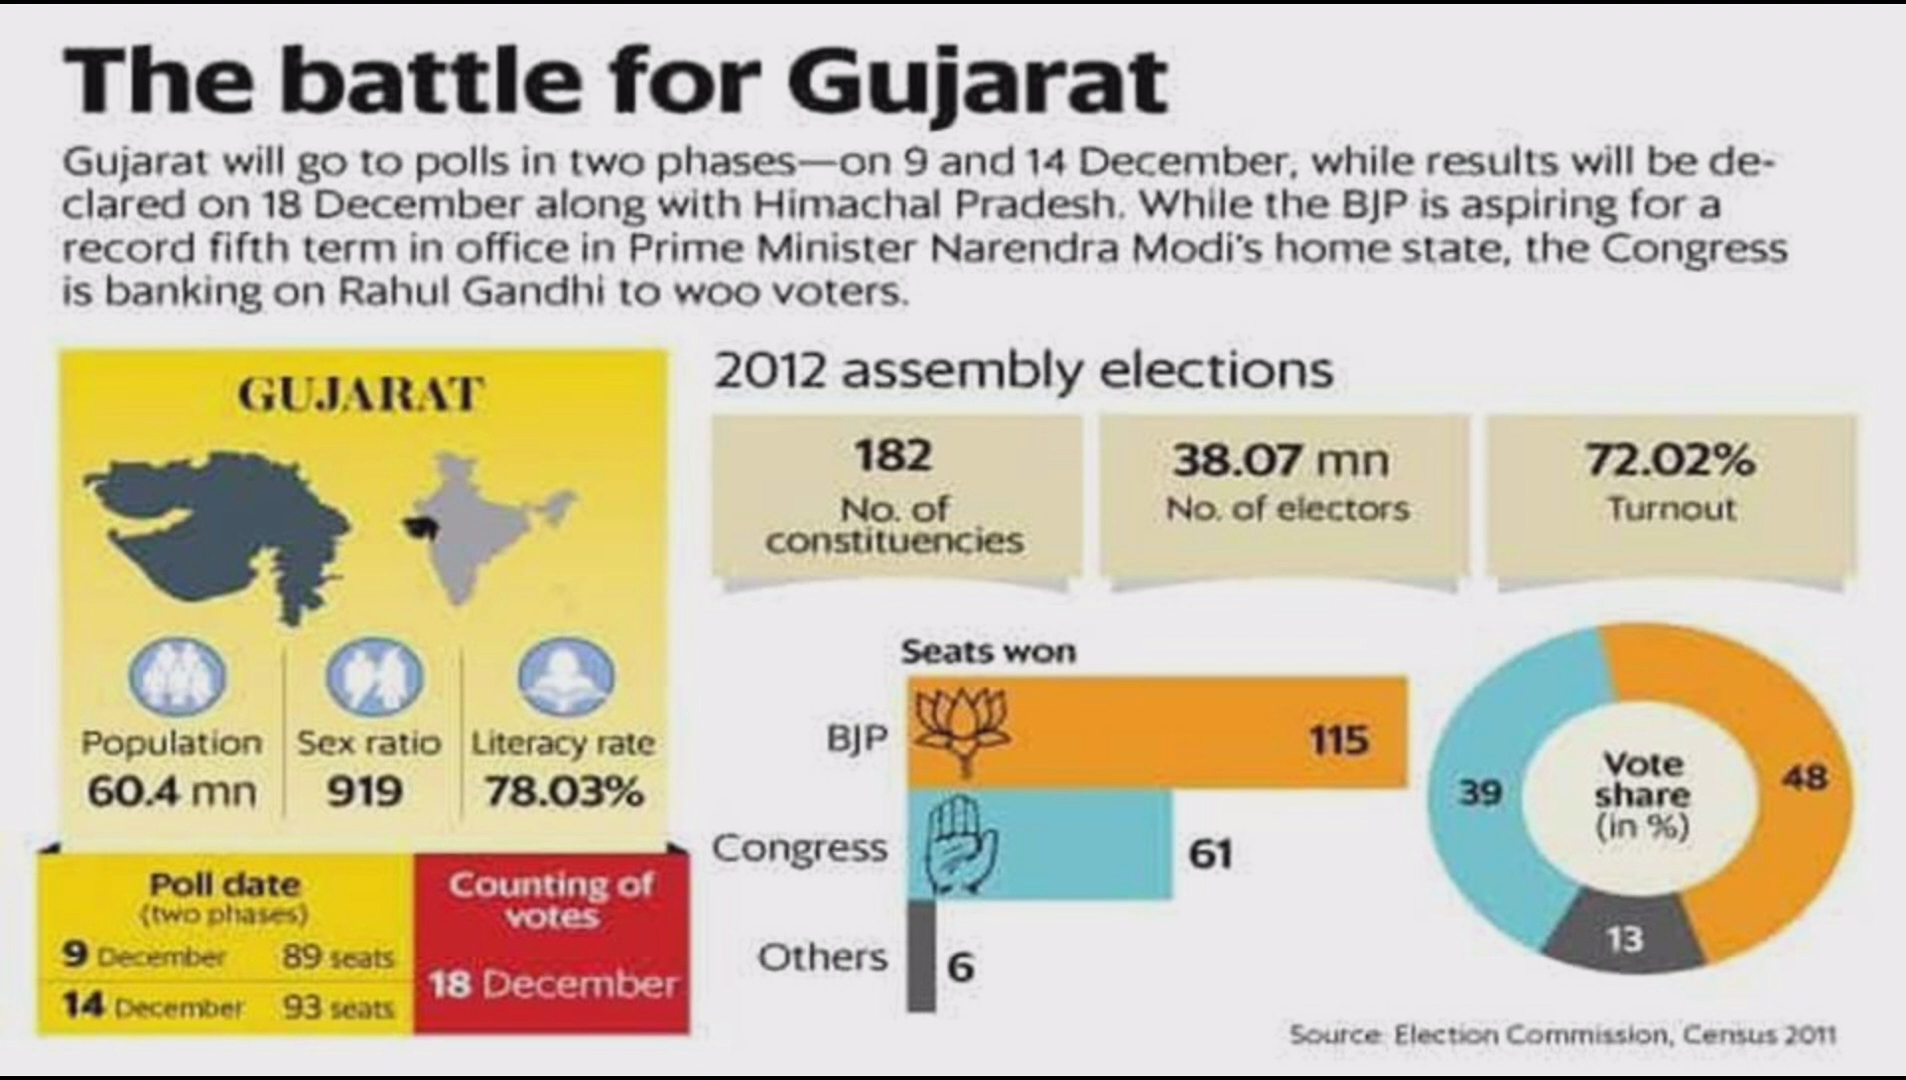 The battle for Gujarat
Gujarat will go to polls in two phases—on 9 and 14 December, while results will be de-
clared on 18 December along with Himachal Pradesh. While the BJP is aspiring for a
record fifth term in office in Prime Minister Narendra Modi's home state, the Congress
is banking on Rahul Gandhi to woo voters.
GUJARAT
Population
60.4 mn
Sex ratio
919
Literacy rate
78.03%
Poll date
(two phases)
9 December 89 seats
14 December 93 seats
Counting of
votes
18 December
2012 assembly elections
182
No. of
constituencies
38.07 mn
No. of electors
72.02%
Turnout
Seats won
BJP 115
Congress 61
Others 6
Vote
share
(in %)
39
48
13
Source: Election Commission, Census 2011